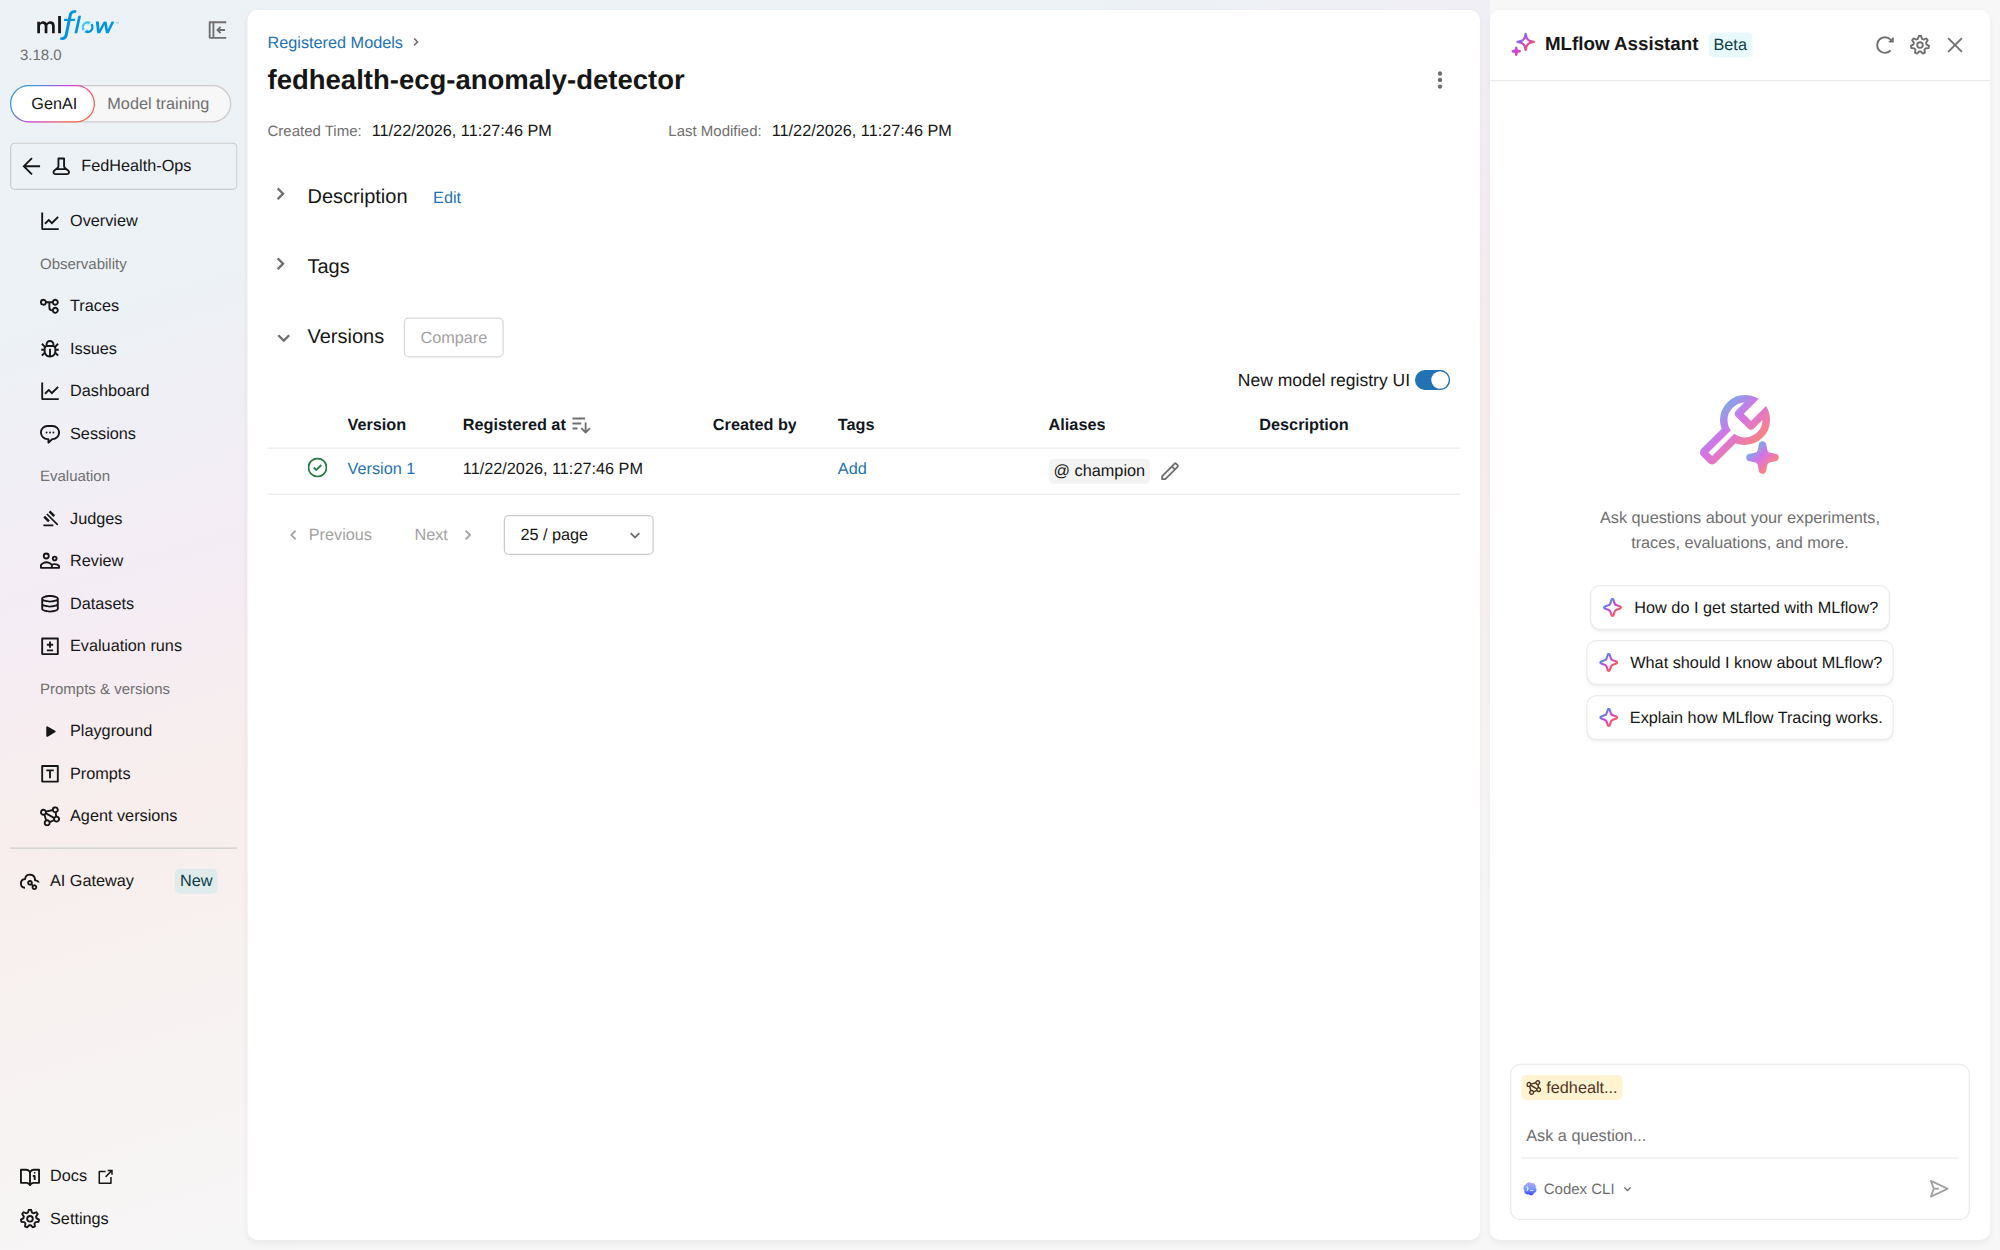 mlflow
3.18.0
GenAI
Model training
FedHealth-Ops
Overview
Observability
Traces
Issues
Dashboard
Sessions
Evaluation
Judges
Review
Datasets
Evaluation runs
Prompts & versions
Playground
Prompts
Agent versions
AI Gateway
New
Docs
Settings
Registered Models
fedhealth-ecg-anomaly-detector
Created Time: 11/22/2026, 11:27:46 PM
Last Modified: 11/22/2026, 11:27:46 PM
Description
Edit
Tags
Versions
Compare
New model registry UI
Version
Registered at
Created by
Tags
Aliases
Description
Version 1
11/22/2026, 11:27:46 PM
Add
@ champion
Previous
Next
25 / page
MLflow Assistant
Beta
Ask questions about your experiments,
traces, evaluations, and more.
How do I get started with MLflow?
What should I know about MLflow?
Explain how MLflow Tracing works.
fedhealt...
Ask a question...
Codex CLI